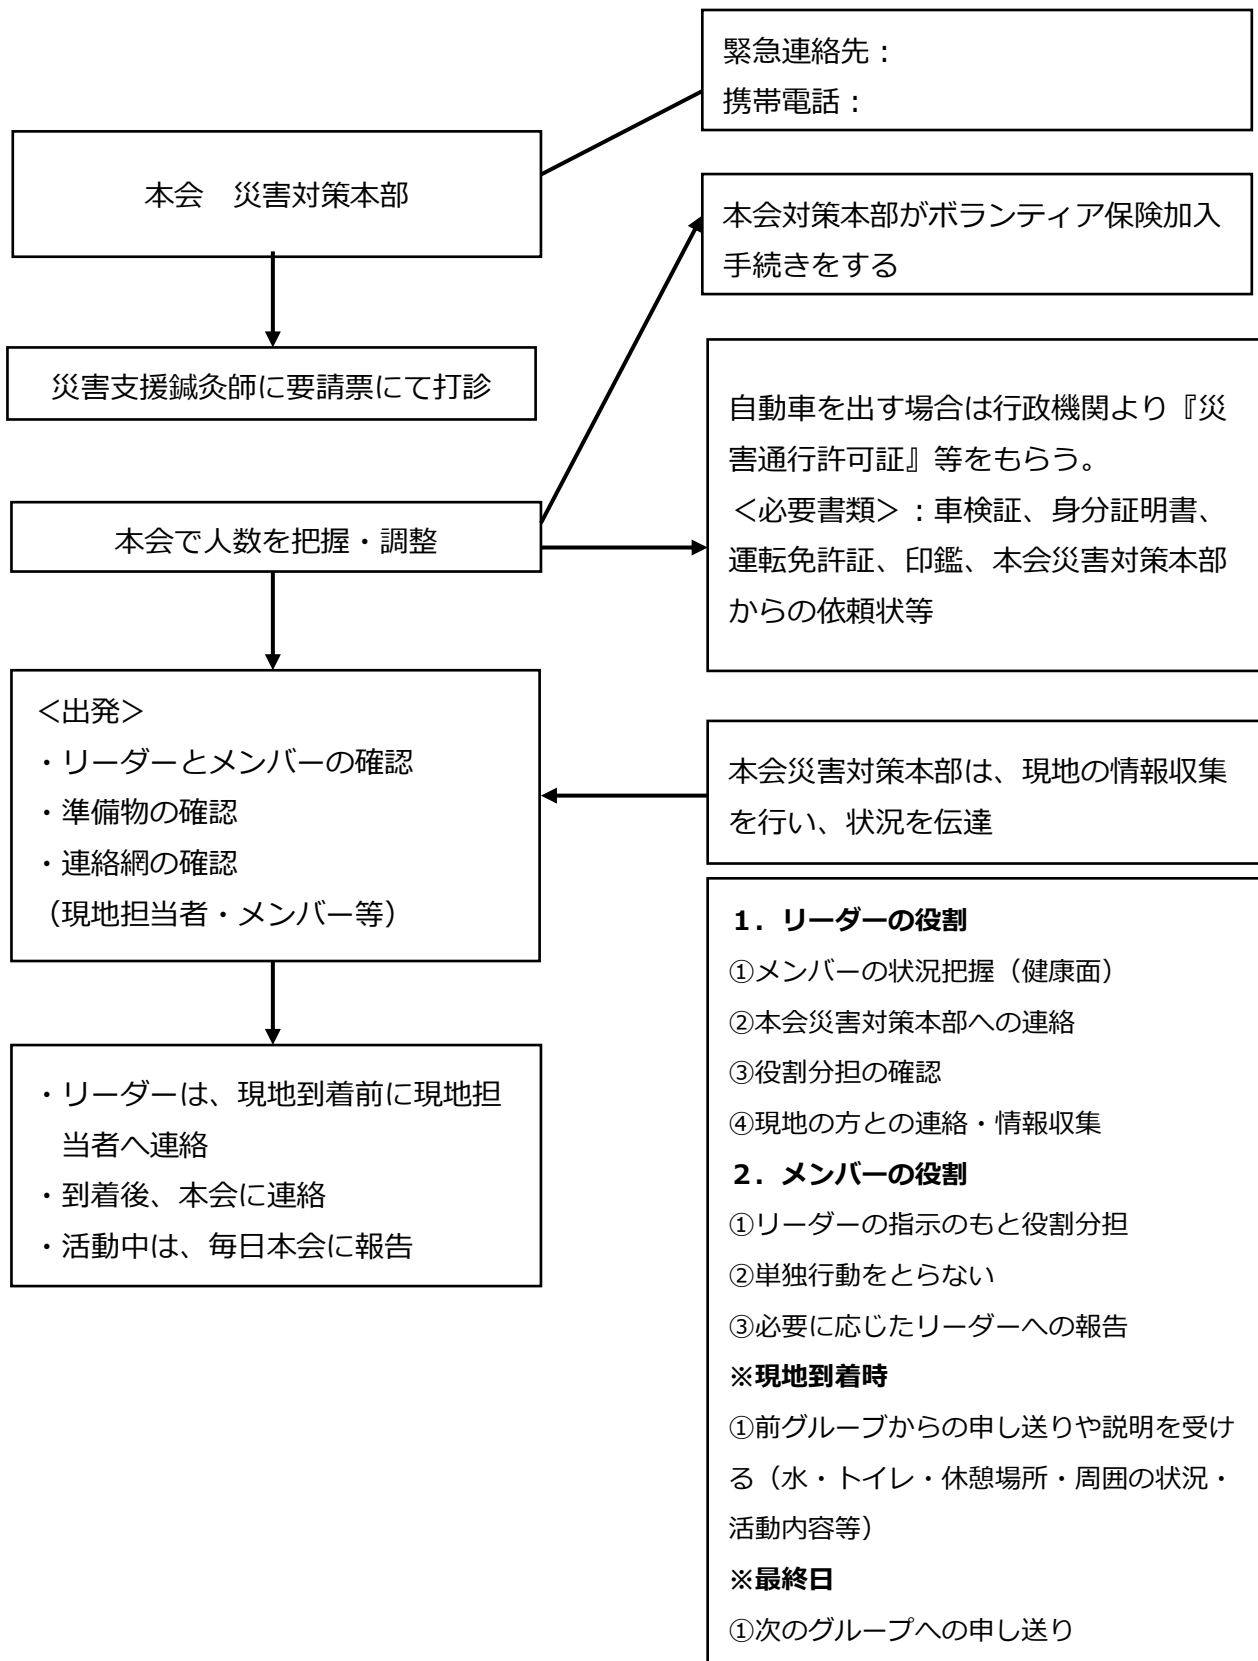 緊急連絡先：
携帯電話：
本会　災害対策本部
本会対策本部がボランティア保険加入
手続きをする
災害支援鍼灸師に要請票にて打診
自動車を出す場合は行政機関より『災
害通行許可証』等をもらう。
＜必要書類＞：車検証、身分証明書、
運転免許証、印鑑、本会災害対策本部
からの依頼状等
本会で人数を把握・調整
＜出発＞
・リーダーとメンバーの確認
・準備物の確認
・連絡網の確認
（現地担当者・メンバー等）
本会災害対策本部は、現地の情報収集
を行い、状況を伝達
・リーダーは、現地到着前に現地担
当者へ連絡
・到着後、本会に連絡
・活動中は、毎日本会に報告
１．リーダーの役割
①メンバーの状況把握（健康面）
②本会災害対策本部への連絡
③役割分担の確認
④現地の方との連絡・情報収集
２．メンバーの役割
①リーダーの指示のもと役割分担
②単独行動をとらない
③必要に応じたリーダーへの報告
※現地到着時
①前グループからの申し送りや説明を受け
る（水・トイレ・休憩場所・周囲の状況・
活動内容等）
※最終日
①次のグループへの申し送り